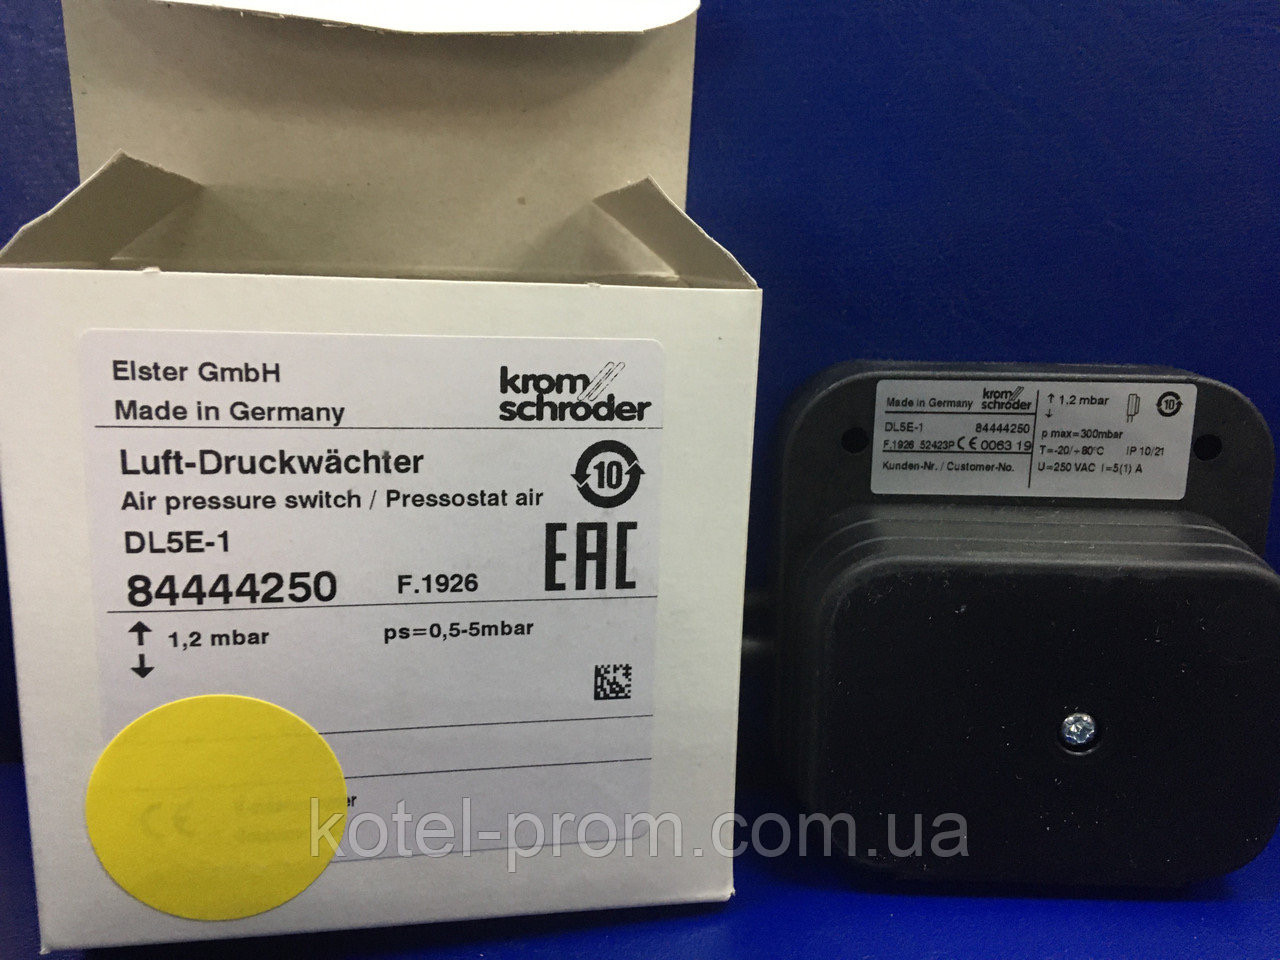 Elster GmbH
Made in Germany
krom
schroder
Luft-Druckwächter
Air pressure switch / Pressostat air
10
DL5E-1
84444250
F.1926
EAC
1,2 mbar
ps=0,5-5mbar
CE
Made in Germany
krom
schroder
DL5E-1 84444250
F.1926 52423P CE 0063 19
Kunden-Nr. / Customer-No.
1,2 mbar
10
p max=300mbar
T=-20/+80°C IP 10/21
U=250 VAC I=5(1) A
kotel-prom.com.ua